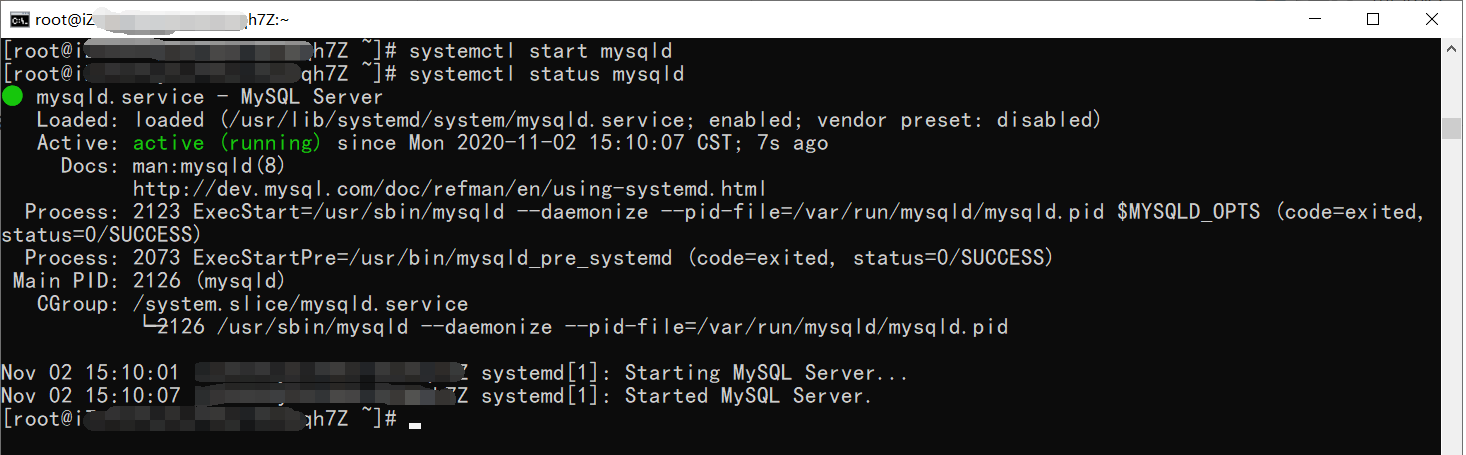 root@iZ qh7Z:~
[root@i h7Z ~]# systemctl start mysqld
[root@i qh7Z ~]# systemctl status mysqld
● mysqld.service - MySQL Server
Loaded: loaded (/usr/lib/systemd/system/mysqld.service; enabled; vendor preset: disabled)
Active: active (running) since Mon 2020-11-02 15:10:07 CST; 7s ago
Docs: man:mysqld(8)
http://dev.mysql.com/doc/refman/en/using-systemd.html
Process: 2123 ExecStart=/usr/sbin/mysqld --daemonize --pid-file=/var/run/mysqld/mysqld.pid $MYSQLD_OPTS (code=exited,
status=0/SUCCESS)
Process: 2073 ExecStartPre=/usr/bin/mysqld_pre_systemd (code=exited, status=0/SUCCESS)
Main PID: 2126 (mysqld)
CGroup: /system.slice/mysqld.service
└─2126 /usr/sbin/mysqld --daemonize --pid-file=/var/run/mysqld/mysqld.pid
Nov 02 15:10:01 Z systemd[1]: Starting MySQL Server...
Nov 02 15:10:07 h7Z systemd[1]: Started MySQL Server.
[root@i qh7Z ~]#